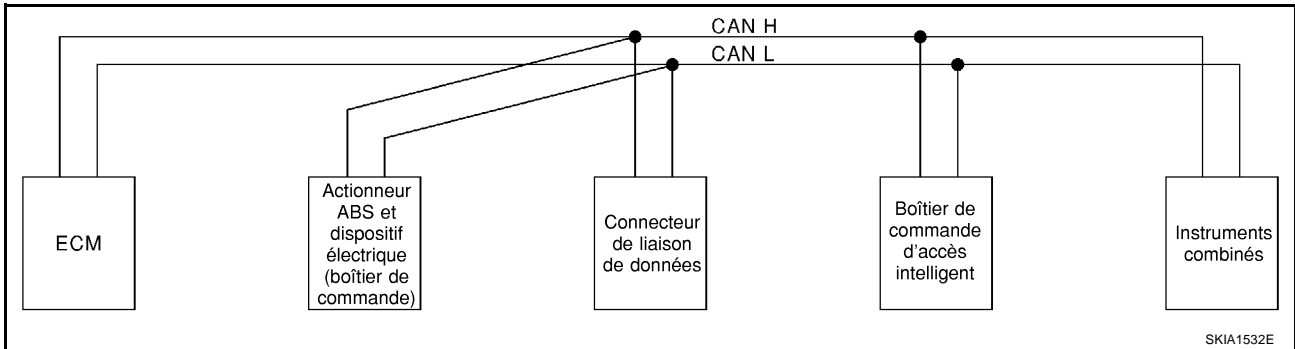 CAN H
CAN L
ECM
Actionneur
ABS et
dispositif
électrique
(boîtier de
commande)
Connecteur
de liaison
de données
Boîtier de
commande
d'accès
intelligent
Instruments
combinés
SKIA1532E